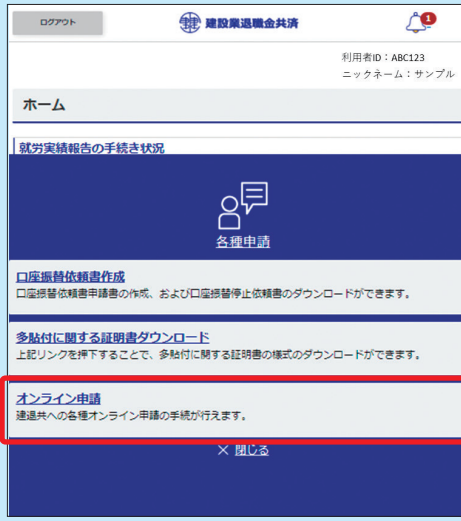 ログアウト
建設業退職金共済
1
利用者ID：ABC123
ニックネーム：サンプル
ホーム
就労実績報告の手続き状況
各種申請
口座振替依頼書作成
口座振替依頼書申請書の作成、および口座振替停止依頼書のダウンロードができます。
多貼付に関する証明書ダウンロード
上記リンクを押下することで、多貼付に関する証明書の様式のダウンロードができます。
オンライン申請
建退共への各種オンライン申請の手続が行えます。
× 閉じる